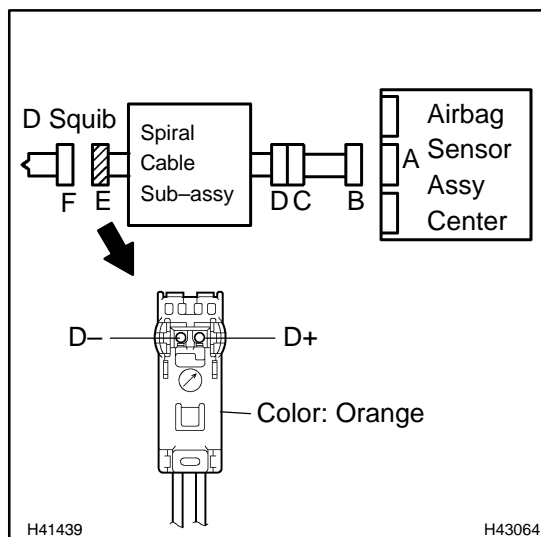 D Squib
F
E
Spiral
Cable
Sub–assy
D
C
B
A
Airbag
Sensor
Assy
Center
D–
D+
Color: Orange
H41439
H43064